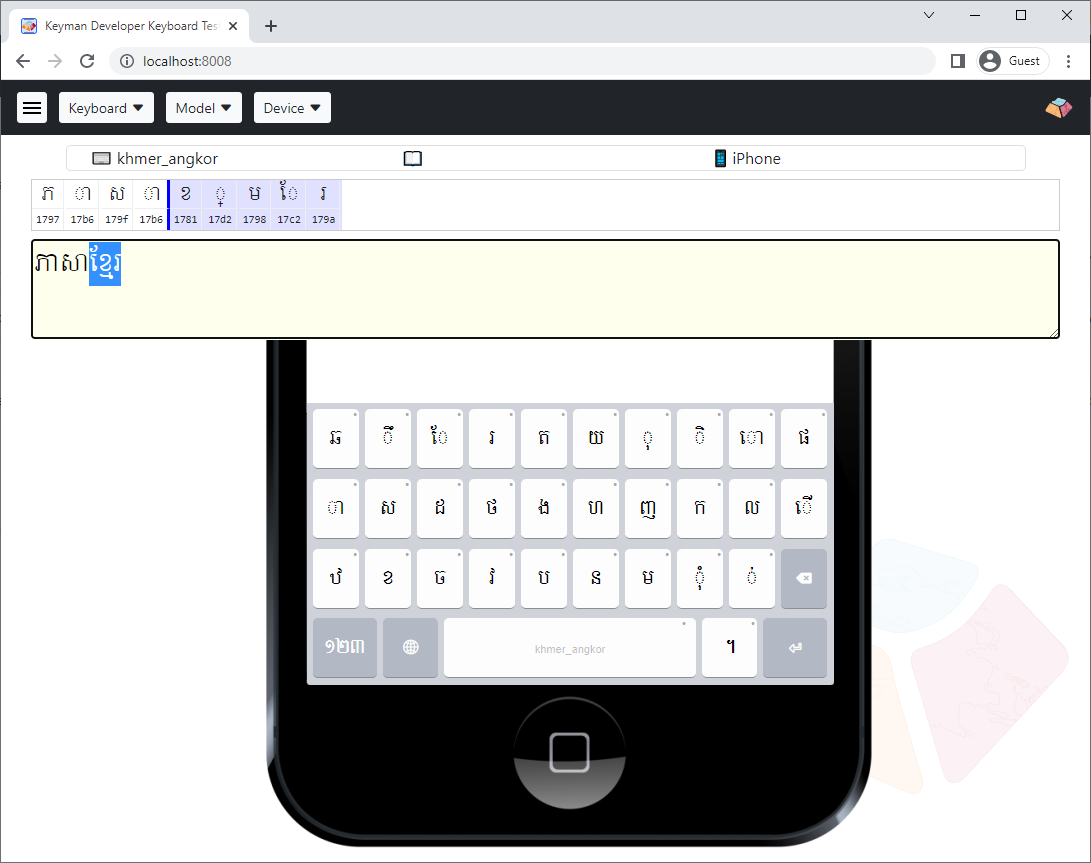 Keyman Developer Keyboard Tes
localhost:8008
Guest
Keyboard Model Device
khmer_angkor iPhone
ភ ា ស ា ខ ្ ម ែ រ
1797 17b6 179f 17b6 1781 17d2 1798 17c2 179a
ភាសាខ្មែរ
ឆ ឹ ែ រ ត យ ុ ិ ោ ផ
ា ស ដ ថ ង ហ ញ ក ល ើ
ឋ ខ ច វ ប ន ម ុំ ់
១២៣ khmer_angkor ។